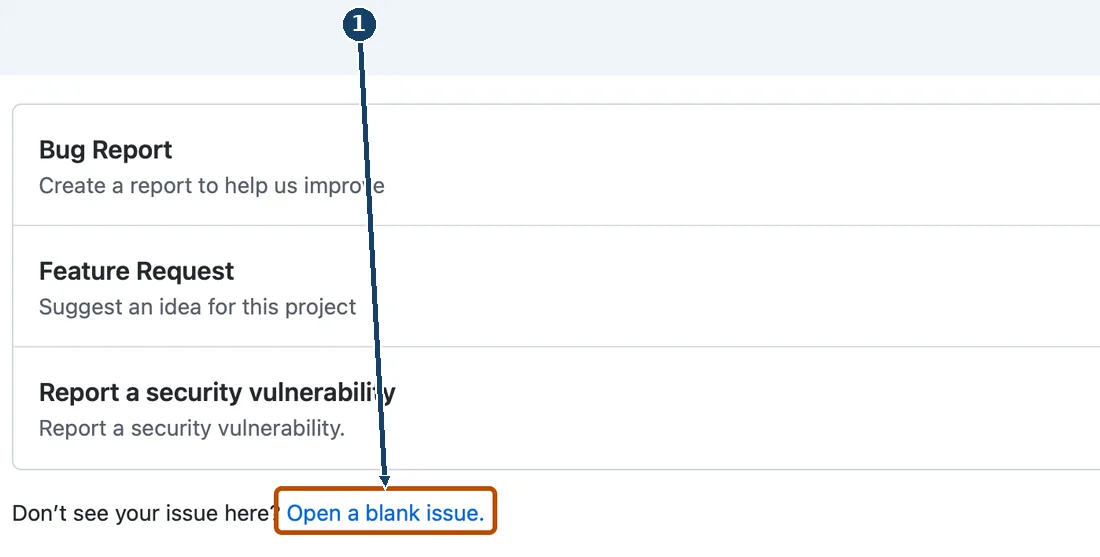 1
Bug Report
Create a report to help us improve
Feature Request
Suggest an idea for this project
Report a security vulnerability
Report a security vulnerability.
Don’t see your issue here? Open a blank issue.